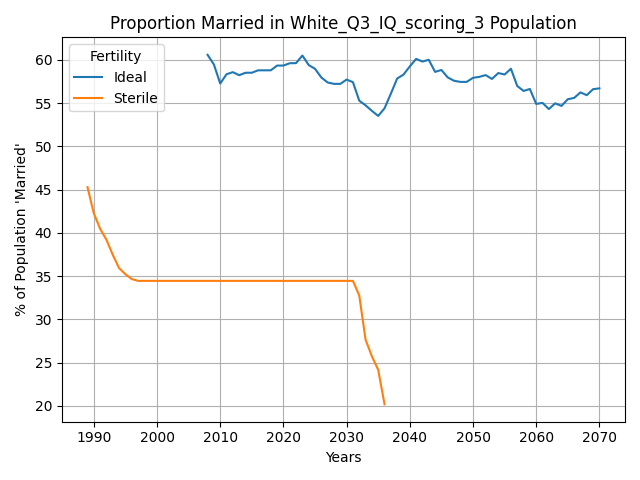 Proportion Married in White_Q3_IQ_scoring_3 Population
Fertility
Ideal
Sterile
% of Population 'Married'
60
55
50
45
40
35
30
25
20
1990 2000 2010 2020 2030 2040 2050 2060 2070
Years